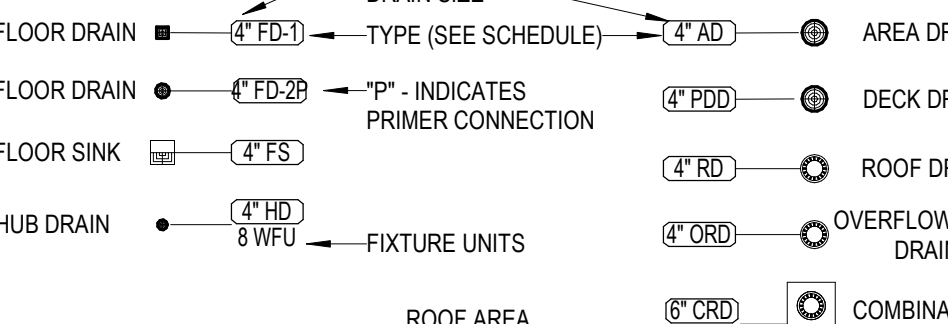 DRAIN SIZE
FLOOR DRAIN 4" FD-1 TYPE (SEE SCHEDULE) 4" AD AREA DR
FLOOR DRAIN 4" FD-2P "P" - INDICATES 4" PDD DECK DR
PRIMER CONNECTION
FLOOR SINK 4" FS 4" RD ROOF DR
HUB DRAIN 4" HD 4" ORD OVERFLOW
8 WFU FIXTURE UNITS DRAIN
ROOF AREA 6" CRD COMBINA